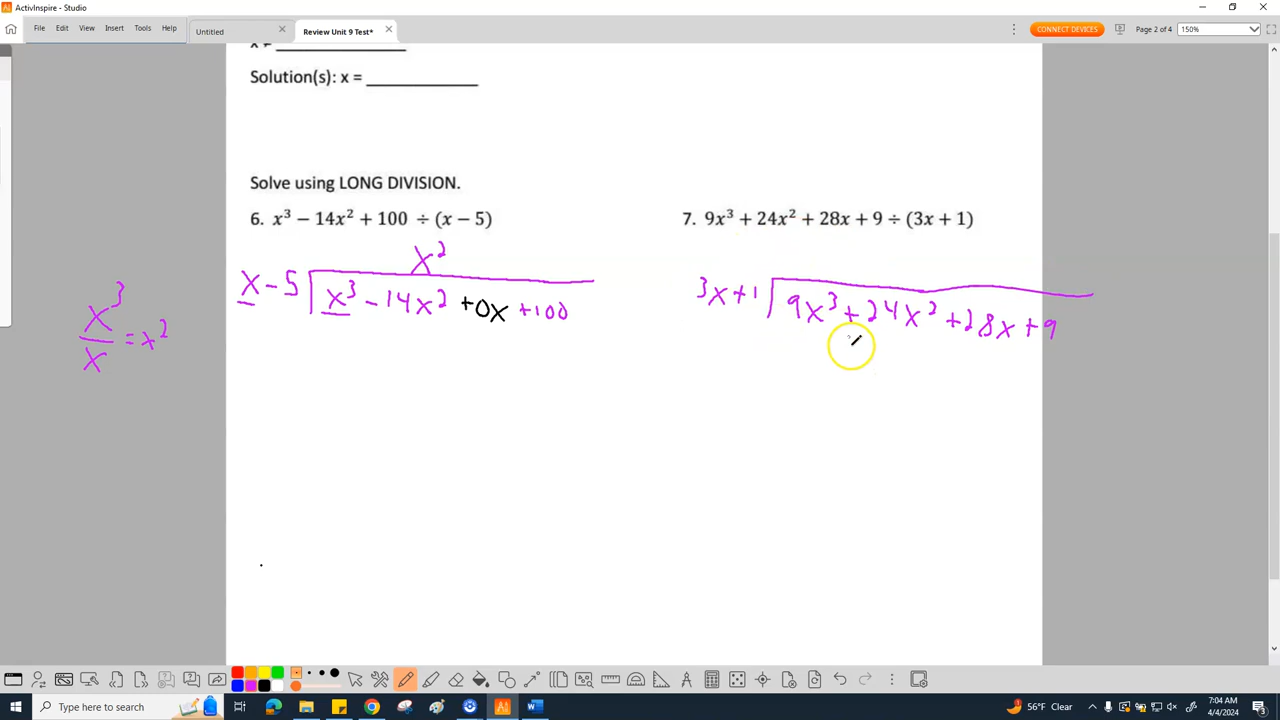 ActivInspire - Studio
File Edit View Insert Format Tools Help
Untitled
Review Unit 9 Test*
CONNECT DEVICES
Page 2 of 4
150%
x ≠ ____________
Solution(s): x = ____________
Solve using LONG DIVISION.
6. x³ − 14x² + 100 ÷ (x − 5)
7. 9x³ + 24x² + 28x + 9 ÷ (3x + 1)
x²
x - 5
x³ - 14x² +0x +100
3x+1
9x³ + 24x² + 28x + 9
x³/x = x²
Type here to search
56°F Clear
7:04 AM
4/4/2024